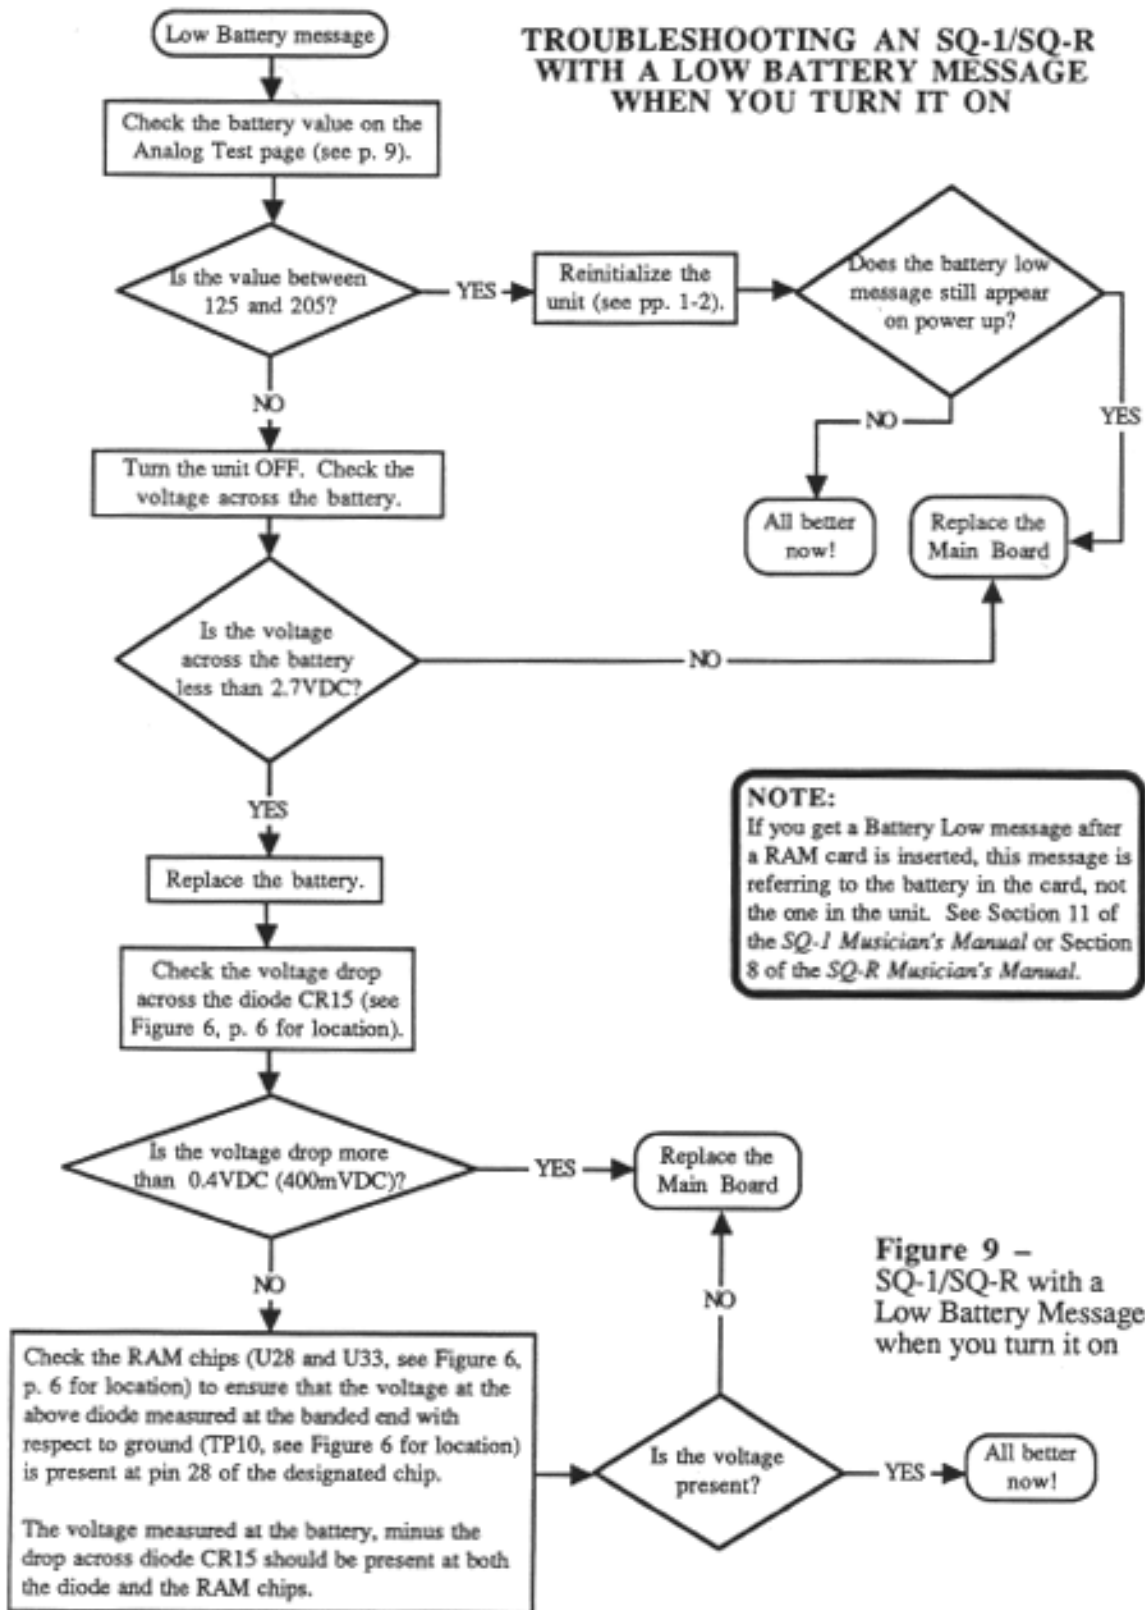 Low Battery message
TROUBLESHOOTING AN SQ-1/SQ-R
WITH A LOW BATTERY MESSAGE
WHEN YOU TURN IT ON
Check the battery value on the
Analog Test page (see p. 9).
Is the value between
125 and 205?
YES
Reinitialize the
unit (see pp. 1-2).
Does the battery low
message still appear
on power up?
NO
YES
NO
Turn the unit OFF. Check the
voltage across the battery.
All better
now!
Replace the
Main Board
Is the voltage
across the battery
less than 2.7VDC?
NO
YES
NOTE:
If you get a Battery Low message after
a RAM card is inserted, this message is
referring to the battery in the card, not
the one in the unit. See Section 11 of
the SQ-1 Musician's Manual or Section
8 of the SQ-R Musician's Manual.
Replace the battery.
Check the voltage drop
across the diode CR15 (see
Figure 6, p. 6 for location).
Is the voltage drop more
than 0.4VDC (400mVDC)?
YES
Replace the
Main Board
NO
NO
Figure 9 –
SQ-1/SQ-R with a
Low Battery Message
when you turn it on
Check the RAM chips (U28 and U33, see Figure 6,
p. 6 for location) to ensure that the voltage at the
above diode measured at the banded end with
respect to ground (TP10, see Figure 6 for location)
is present at pin 28 of the designated chip.
The voltage measured at the battery, minus the
drop across diode CR15 should be present at both
the diode and the RAM chips.
Is the voltage
present?
YES
All better
now!